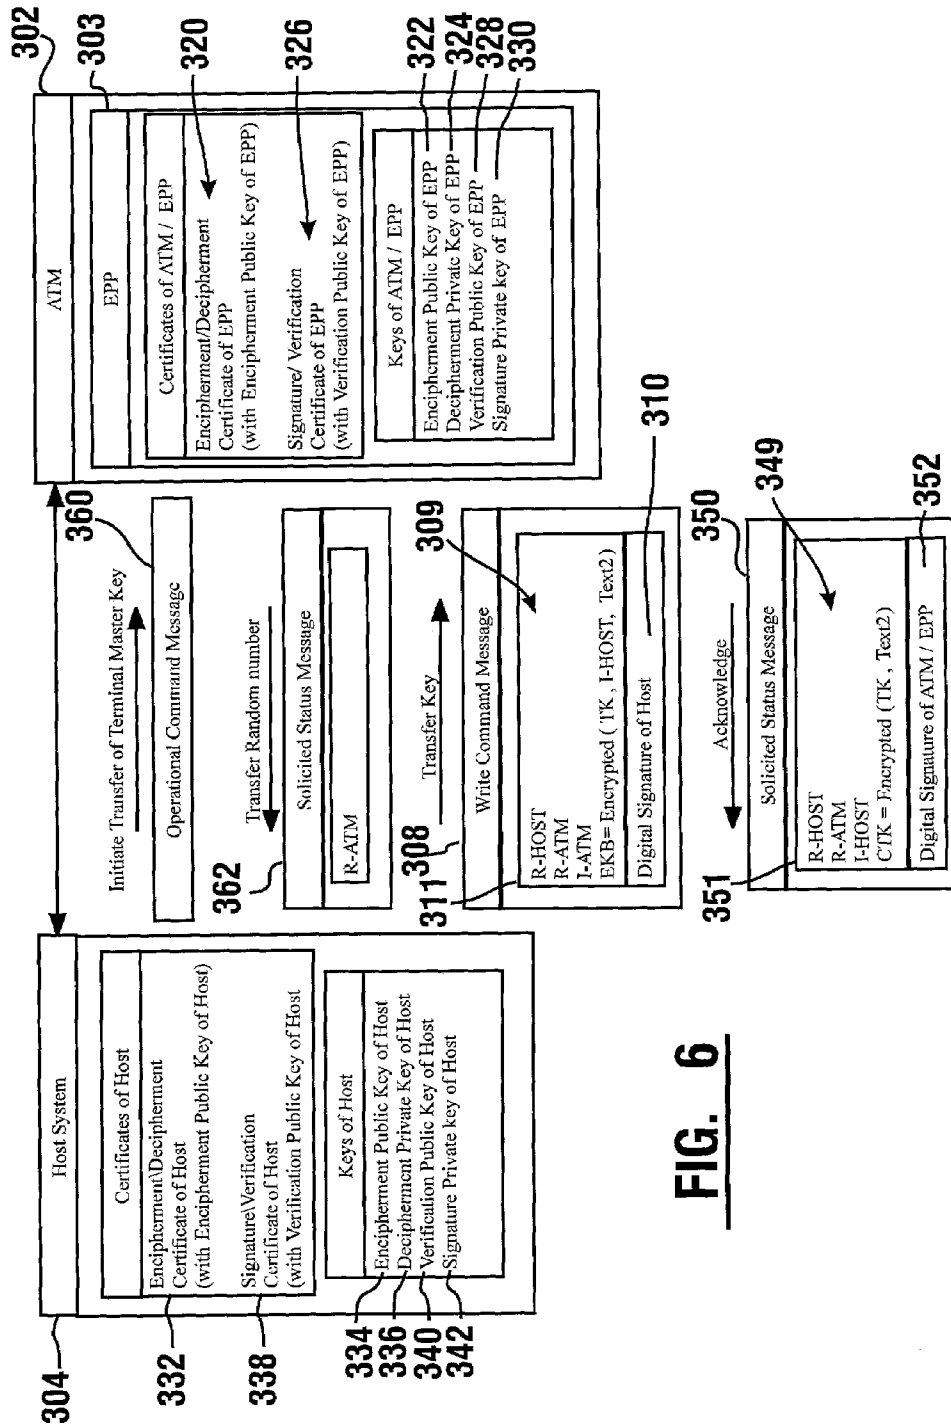 304
Host System
Certificates of Host
332
Encipherment\Decipherment
Certificate of Host
(with Encipherment Public Key of Host)
338
Signature\Verification
Certificate of Host
(with Verification Public Key of Host
Keys of Host
334
Encipherment Public Key of Host
336
Decipherment Private Key of Host
340
Verification Public Key of Host
342
Signature Private key of Host
Initiate Transfer of Terminal Master Key
360
Operational Command Message
Transfer Random number
362
Solicited Status Message
R-ATM
Transfer Key
308
Write Command Message
311
309
R-HOST
R-ATM
I-ATM
EKB= Encrypted ( TK , I-HOST, Text2)
Digital Signature of Host
310
Acknowledge
350
Solicited Status Message
351
349
R-HOST
R-ATM
I-HOST
CTK = Encrypted (TK , Text2)
Digital Signature of ATM / EPP
352
302
ATM
303
EPP
Certificates of ATM / EPP
320
Encipherment/Decipherment
Certificate of EPP
(with Encipherment Public Key of EPP)
326
Signature/ Verification
Certificate of EPP
(with Verification Public Key of EPP)
Keys of ATM / EPP
Encipherment Public Key of EPP
322
Decipherment Private Key of EPP
324
Verification Public Key of EPP
328
Signature Private key of EPP
330
FIG. 6